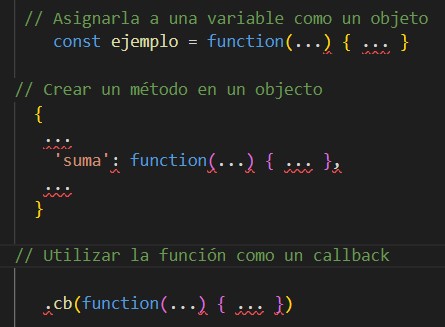 // Asignarla a una variable como un objeto
const ejemplo = function(...) { ... }
// Crear un método en un objecto
{
...
'suma': function(...) { ... },
...
}
// Utilizar la función como un callback
.cb(function(...) { ... })